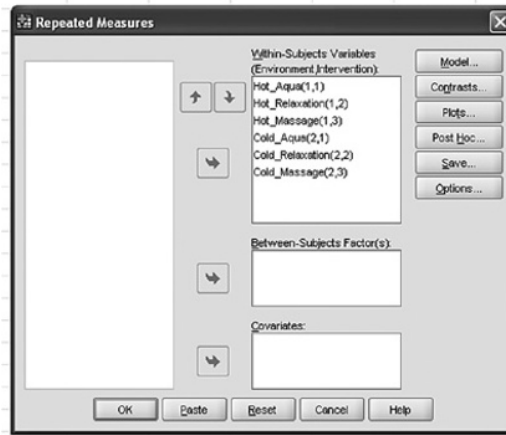 Repeated Measures
Within-Subjects Variables
(Environment,Intervention):
Hot_Aqua(1,1)
Hot_Relaxation(1,2)
Hot_Massage(1,3)
Cold_Aqua(2,1)
Cold_Relaxation(2,2)
Cold_Massage(2,3)
Model...
Contrasts...
Plots...
Post Hoc...
Save...
Options...
Between-Subjects Factor(s):
Covariates:
OK
Paste
Reset
Cancel
Help